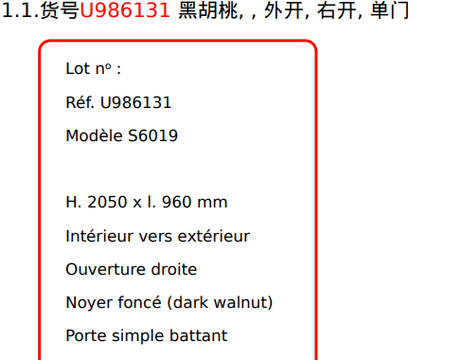 1.1.货号U986131 黑胡桃, , 外开, 右开, 单门
Lot nº :
Réf. U986131
Modèle S6019
H. 2050 x l. 960 mm
Intérieur vers extérieur
Ouverture droite
Noyer foncé (dark walnut)
Porte simple battant